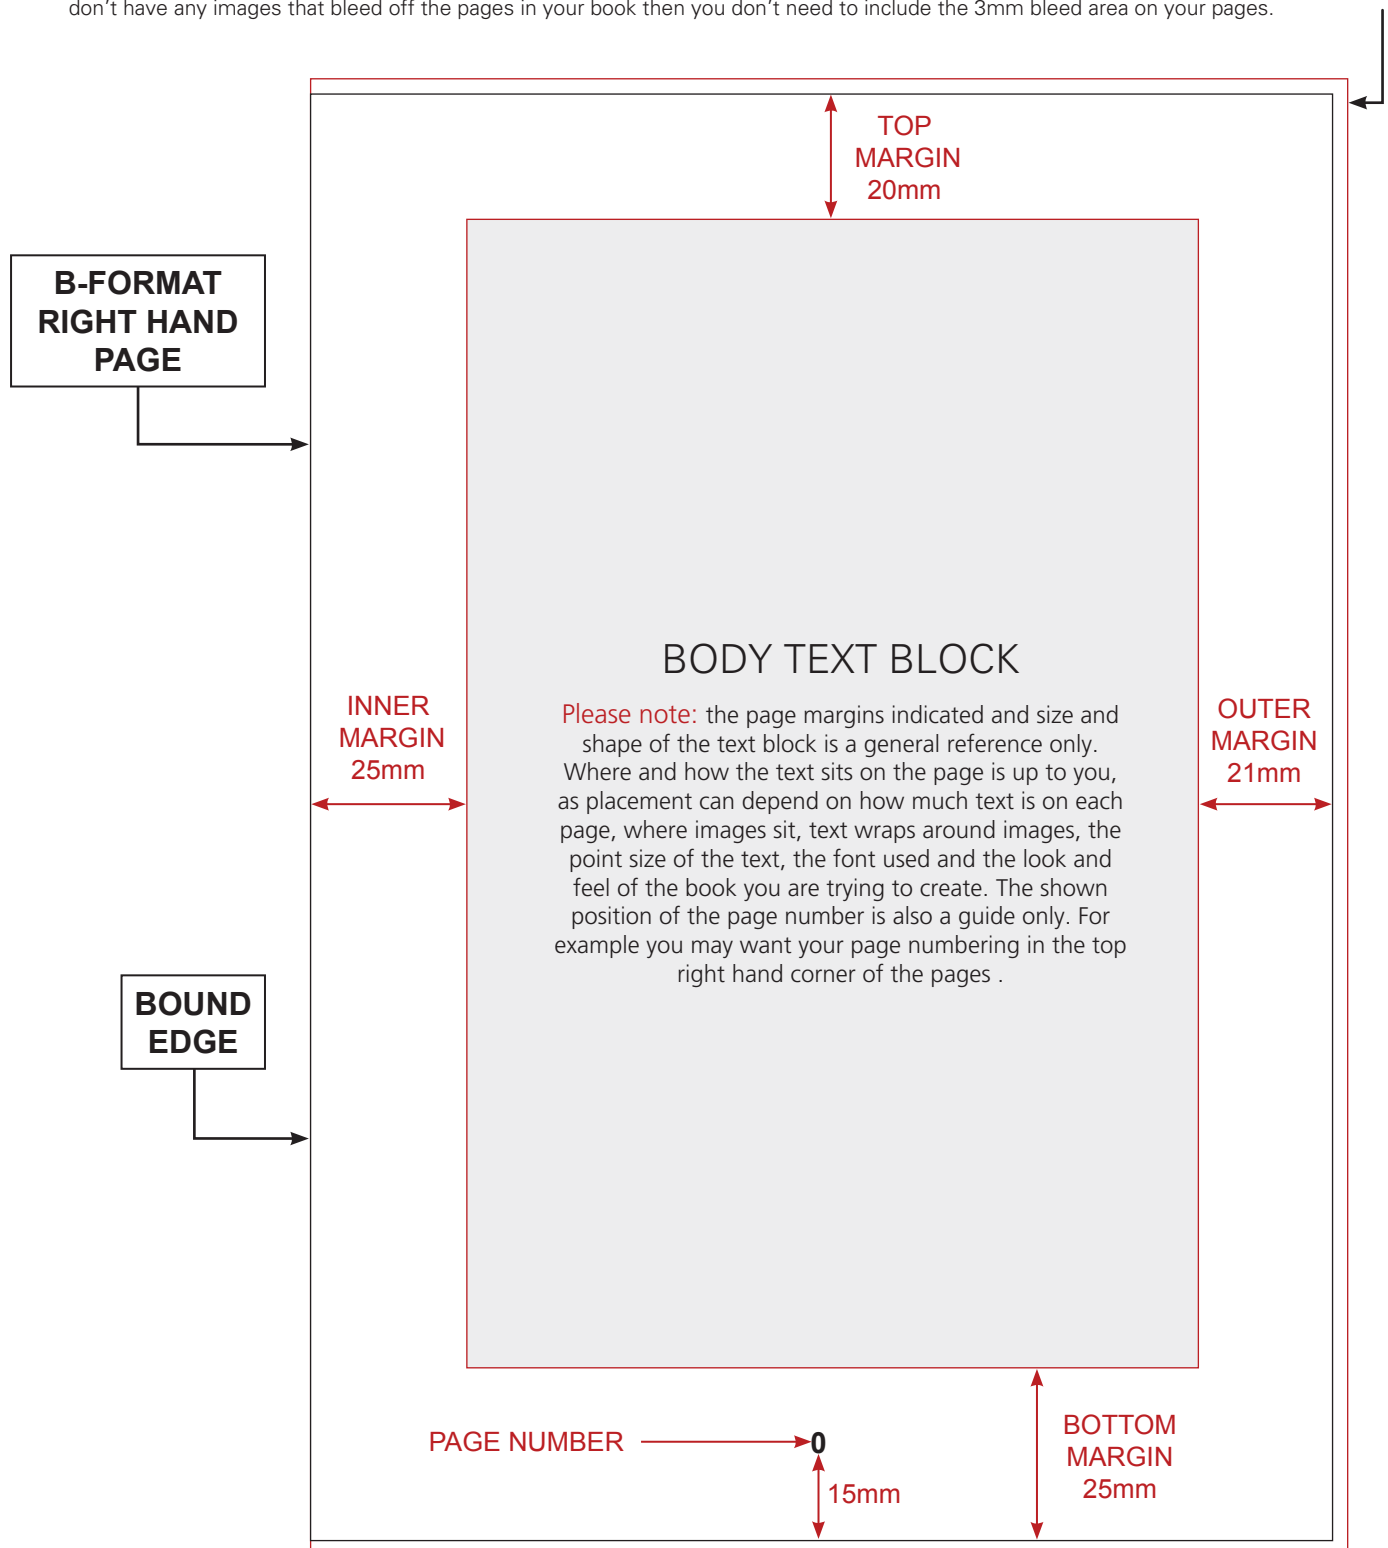 don’t have any images that bleed off the pages in your book then you don’t need to include the 3mm bleed area on your pages.
TOP
MARGIN
20mm
B-FORMAT
RIGHT HAND
PAGE
BODY TEXT BLOCK
Please note: the page margins indicated and size and
shape of the text block is a general reference only.
Where and how the text sits on the page is up to you,
as placement can depend on how much text is on each
page, where images sit, text wraps around images, the
point size of the text, the font used and the look and
feel of the book you are trying to create. The shown
position of the page number is also a guide only. For
example you may want your page numbering in the top
right hand corner of the pages .
INNER
MARGIN
25mm
OUTER
MARGIN
21mm
BOUND
EDGE
PAGE NUMBER
0
15mm
BOTTOM
MARGIN
25mm